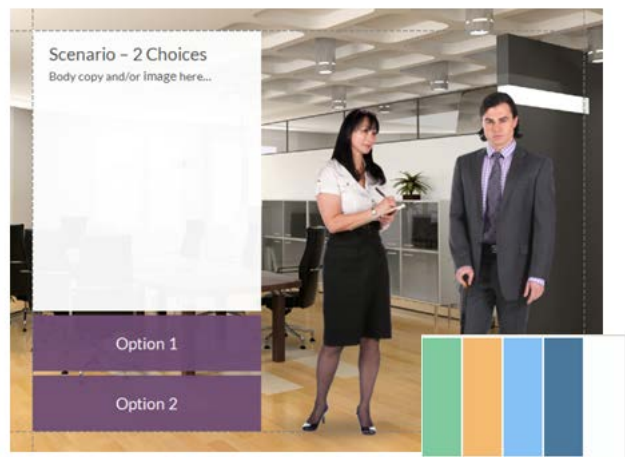 Scenario – 2 Choices
Body copy and/or image here...
Option 1
Option 2